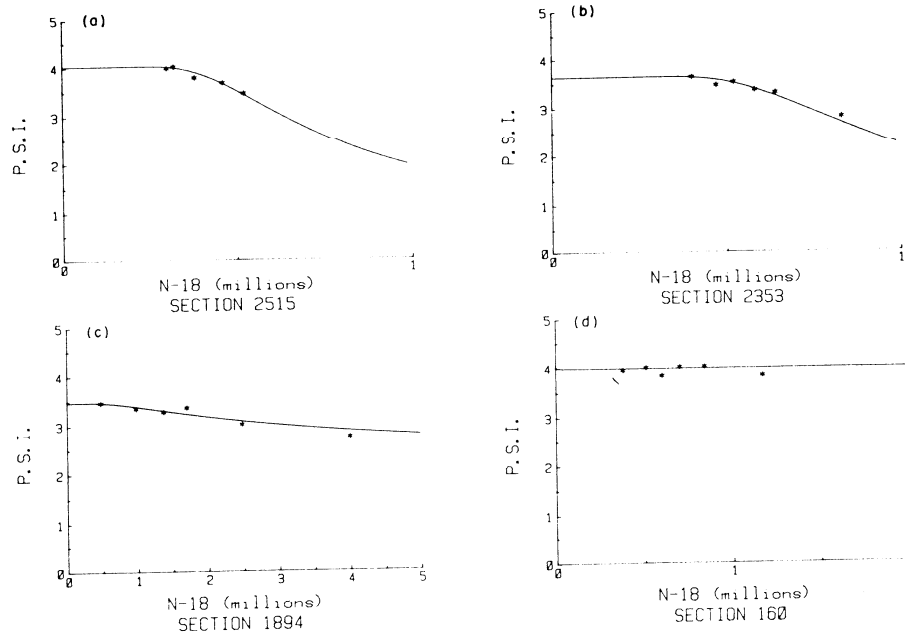 (a)
5
4
3
2
1
0
P.S.I.
0
1
N-18 (millions)
SECTION 2515
(b)
5
4
3
2
1
0
P.S.I.
0
1
N-18 (millions)
SECTION 2353
(c)
5
4
3
2
1
0
P.S.I.
0
1
2
3
4
5
N-18 (millions)
SECTION 1894
(d)
5
4
3
2
1
0
P.S.I.
0
1
N-18 (millions)
SECTION 160